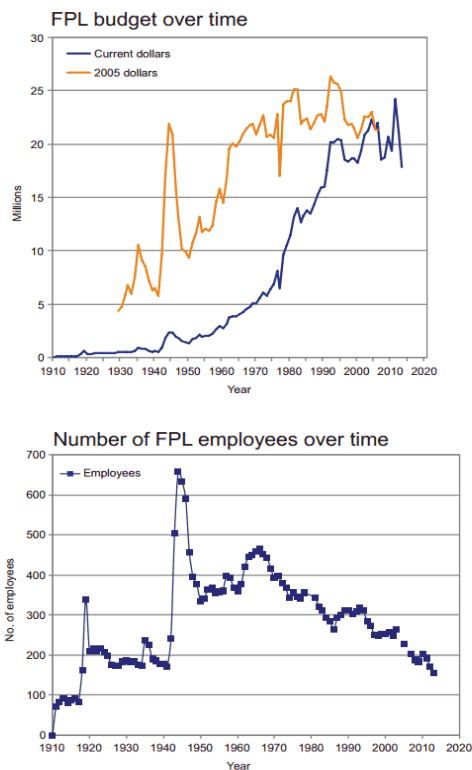 FPL budget over time
30
Current dollars
2005 dollars
25
20
Millions
15
10
5
0
1910 1920 1930 1940 1950 1960 1970 1980 1990 2000 2010 2020
Year
Number of FPL employees over time
700
Employees
600
500
No. of employees
400
300
200
100
0
1910 1920 1930 1940 1950 1960 1970 1980 1990 2000 2010 2020
Year